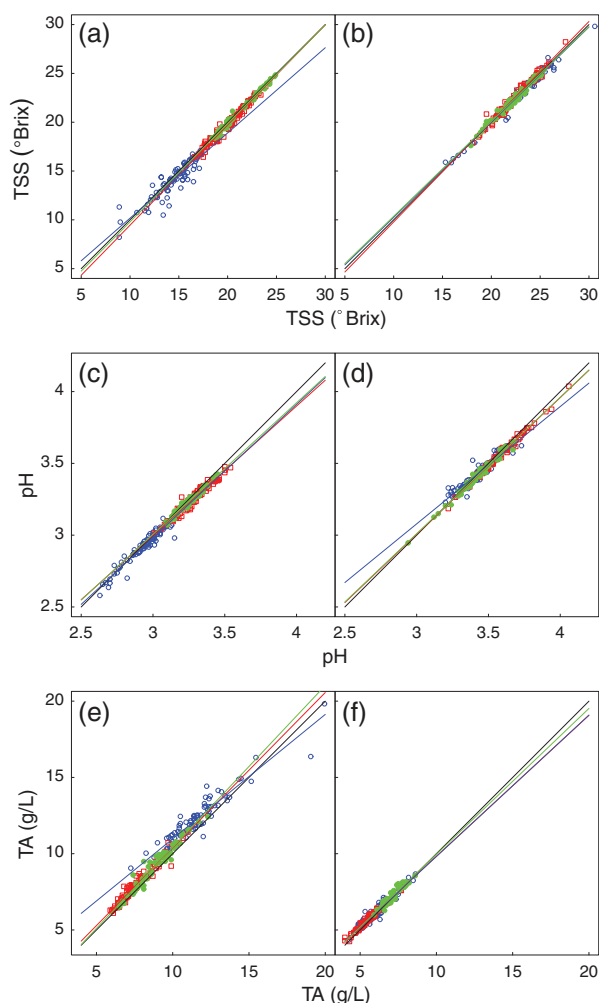 (a)
(b)
30
25
20
15
10
5
TSS (°Brix)
5 10 15 20 25 30 5 10 15 20 25 30
TSS (°Brix)
(c)
(d)
4
3.5
3
2.5
pH
2.5 3 3.5 4 2.5 3 3.5 4
pH
(e)
(f)
20
15
10
5
TA (g/L)
5 10 15 20 5 10 15 20
TA (g/L)